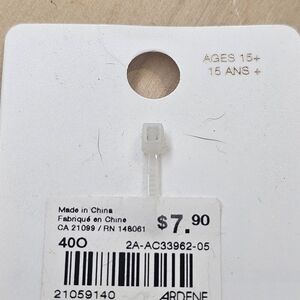 AGES 15+
15 ANS +
Made in China
Fabriqué en Chine
CA 21099 / RN 148061
$7.90
400 2A-AC33962-05
21059140 ARDENE